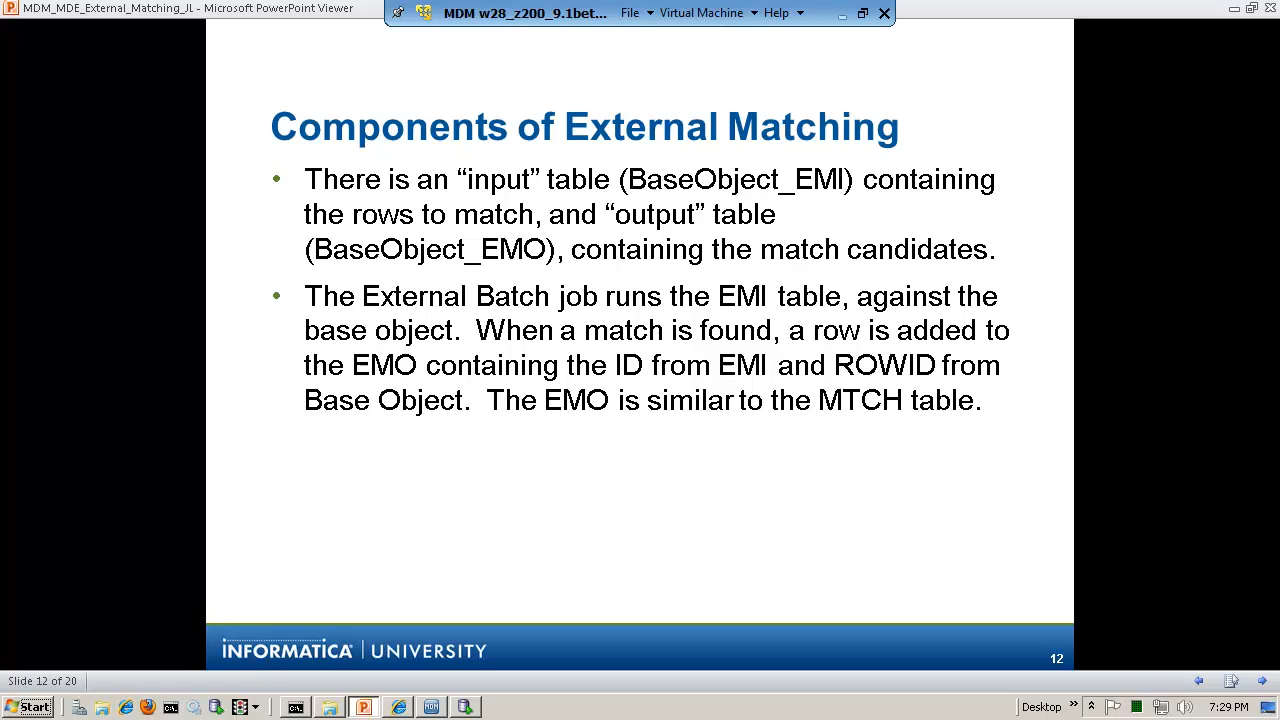 MDM_MDE_External_Matching_JL - Microsoft PowerPoint Viewer
MDM w28_z200_9.1bet... File Virtual Machine Help
Components of External Matching
• There is an “input” table (BaseObject_EMI) containing
the rows to match, and “output” table
(BaseObject_EMO), containing the match candidates.
• The External Batch job runs the EMI table, against the
base object.  When a match is found, a row is added to
the EMO containing the ID from EMI and ROWID from
Base Object.  The EMO is similar to the MTCH table.
INFORMATICA UNIVERSITY
12
Slide 12 of 20
Start
Desktop
7:29 PM